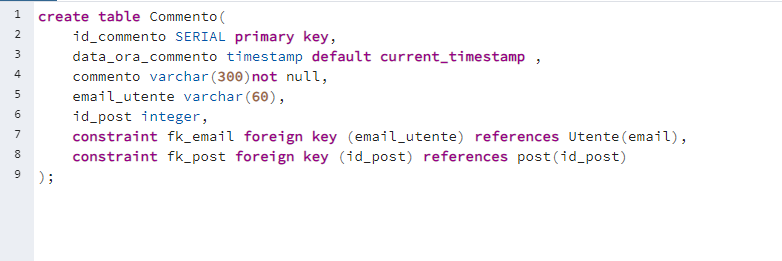 1 create table Commento(
2 id_commento SERIAL primary key,
3 data_ora_commento timestamp default current_timestamp ,
4 commento varchar(300)not null,
5 email_utente varchar(60),
6 id_post integer,
7 constraint fk_email foreign key (email_utente) references Utente(email),
8 constraint fk_post foreign key (id_post) references post(id_post)
9 );